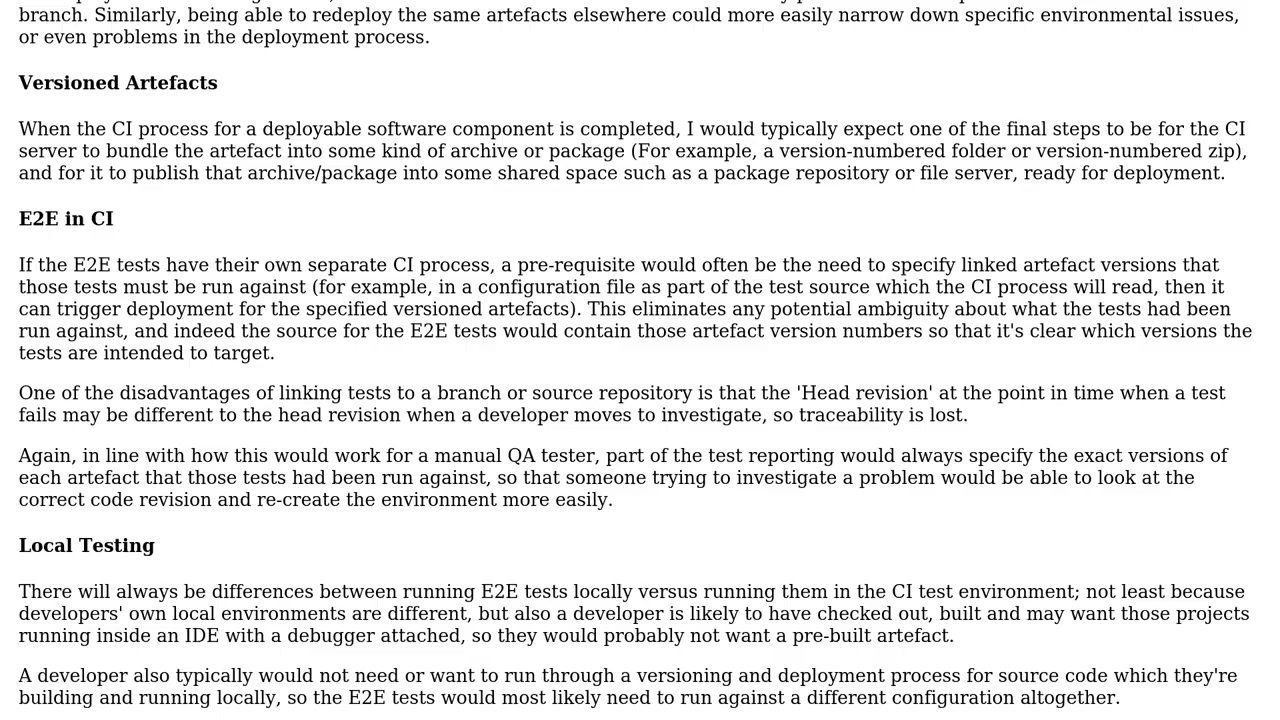 branch. Similarly, being able to redeploy the same artefacts elsewhere could more easily narrow down specific environmental issues,
or even problems in the deployment process.
Versioned Artefacts
When the CI process for a deployable software component is completed, I would typically expect one of the final steps to be for the CI
server to bundle the artefact into some kind of archive or package (For example, a version-numbered folder or version-numbered zip),
and for it to publish that archive/package into some shared space such as a package repository or file server, ready for deployment.
E2E in CI
If the E2E tests have their own separate CI process, a pre-requisite would often be the need to specify linked artefact versions that
those tests must be run against (for example, in a configuration file as part of the test source which the CI process will read, then it
can trigger deployment for the specified versioned artefacts). This eliminates any potential ambiguity about what the tests had been
run against, and indeed the source for the E2E tests would contain those artefact version numbers so that it's clear which versions the
tests are intended to target.
One of the disadvantages of linking tests to a branch or source repository is that the 'Head revision' at the point in time when a test
fails may be different to the head revision when a developer moves to investigate, so traceability is lost.
Again, in line with how this would work for a manual QA tester, part of the test reporting would always specify the exact versions of
each artefact that those tests had been run against, so that someone trying to investigate a problem would be able to look at the
correct code revision and re-create the environment more easily.
Local Testing
There will always be differences between running E2E tests locally versus running them in the CI test environment; not least because
developers' own local environments are different, but also a developer is likely to have checked out, built and may want those projects
running inside an IDE with a debugger attached, so they would probably not want a pre-built artefact.
A developer also typically would not need or want to run through a versioning and deployment process for source code which they're
building and running locally, so the E2E tests would most likely need to run against a different configuration altogether.